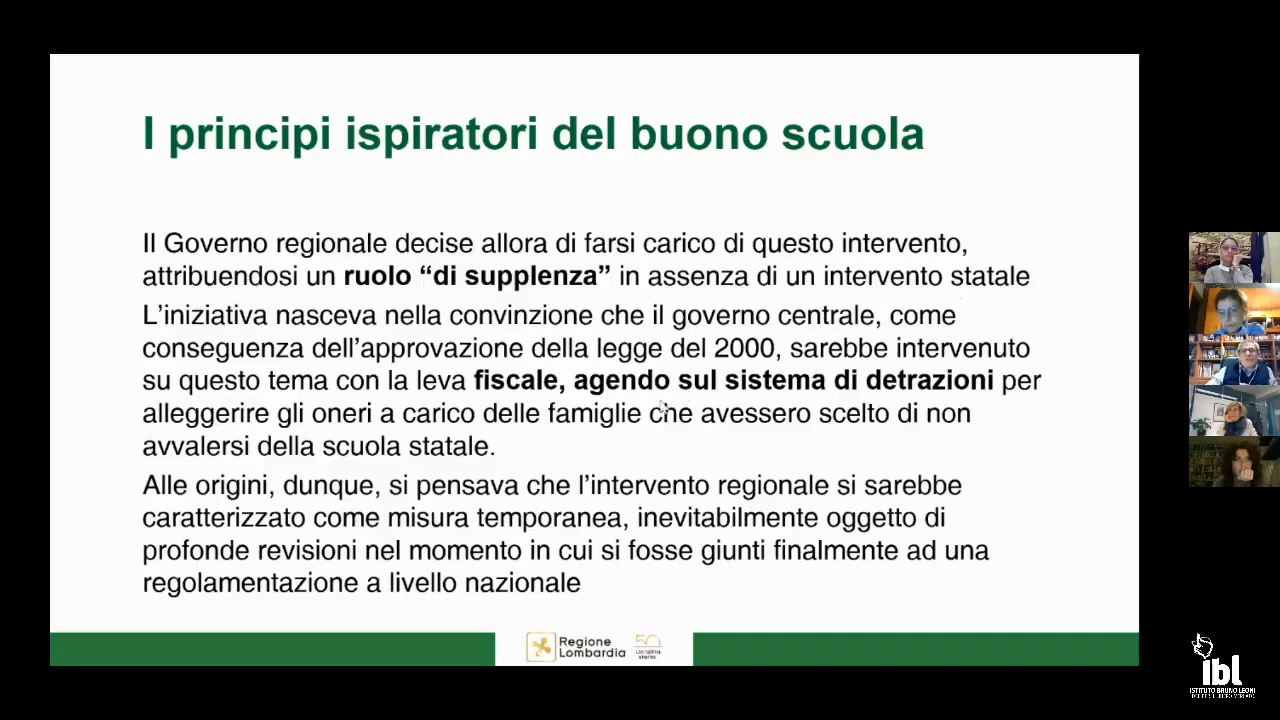 I principi ispiratori del buono scuola
Il Governo regionale decise allora di farsi carico di questo intervento,
attribuendosi un ruolo “di supplenza” in assenza di un intervento statale
L’iniziativa nasceva nella convinzione che il governo centrale, come
conseguenza dell’approvazione della legge del 2000, sarebbe intervenuto
su questo tema con la leva fiscale, agendo sul sistema di detrazioni per
alleggerire gli oneri a carico delle famiglie che avessero scelto di non
avvalersi della scuola statale.
Alle origini, dunque, si pensava che l’intervento regionale si sarebbe
caratterizzato come misura temporanea, inevitabilmente oggetto di
profonde revisioni nel momento in cui si fosse giunti finalmente ad una
regolamentazione a livello nazionale
Regione
Lombardia
50
Un'altra
storia
ibl
ISTITUTO BRUNO LEONI